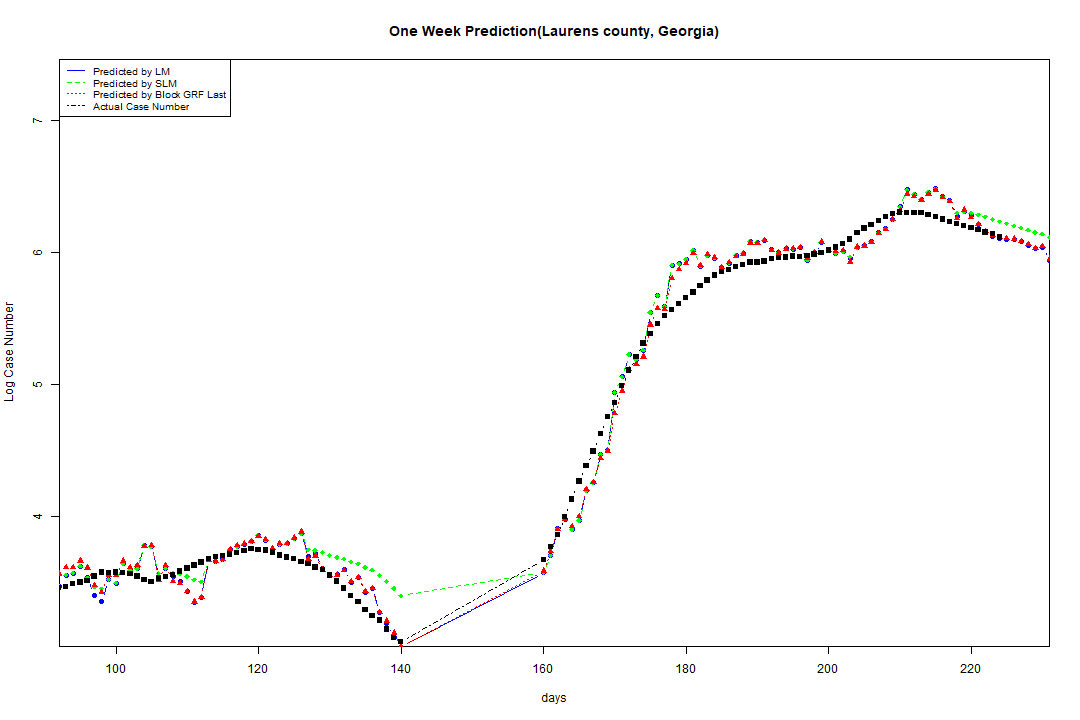 One Week Prediction(Laurens county, Georgia)
Predicted by LM
Predicted by SLM
Predicted by Block GRF Last
Actual Case Number
7
6
5
4
Log Case Number
100 120 140 160 180 200 220
days